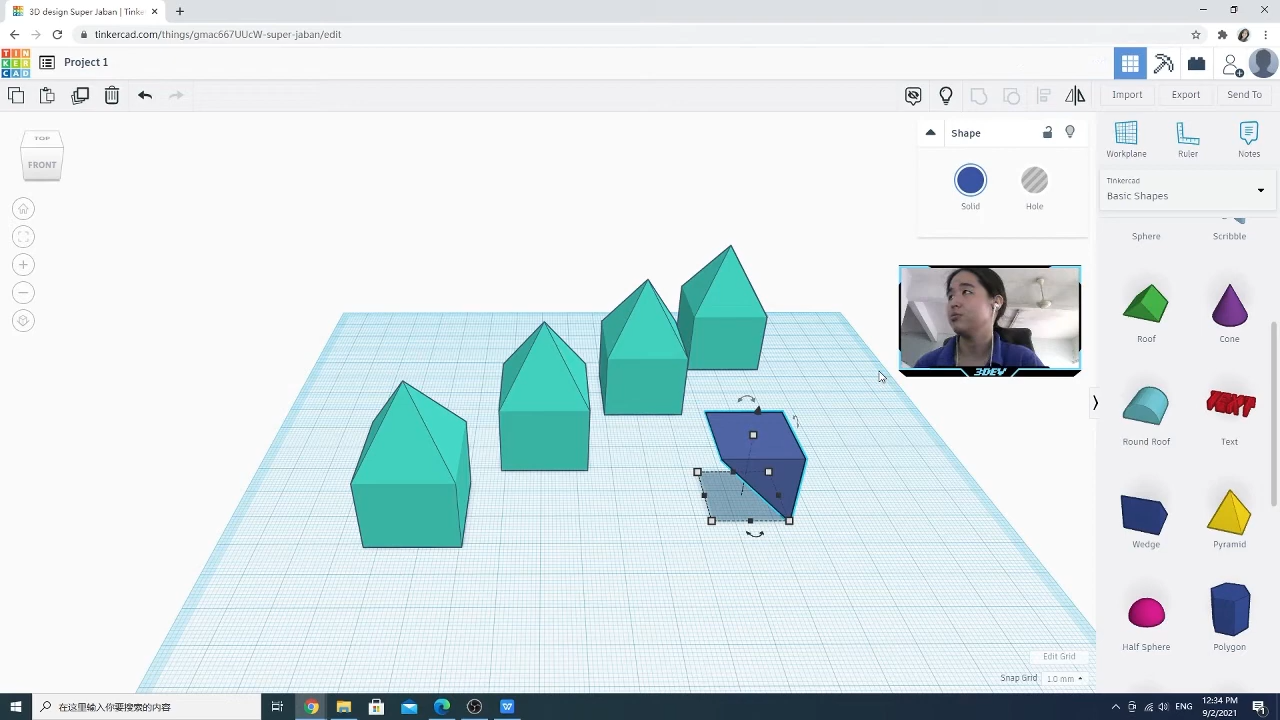 3D design Super Jaban | Tinke
tinkercad.com/things/gmac667UUcW-super-jaban/edit
TIN
KER
CAD
Project 1
Import
Export
Send To
TOP
FRONT
Shape
Solid
Hole
Workplane
Ruler
Notes
Tinkercad
Basic Shapes
Sphere
Scribble
Roof
Cone
Round Roof
Text
Wedge
Pyramid
Half Sphere
Polygon
3DEV
Edit Grid
Snap Grid
1.0 mm
在这里输入你要搜索的内容
ENG
12:34 PM
9/2/2021